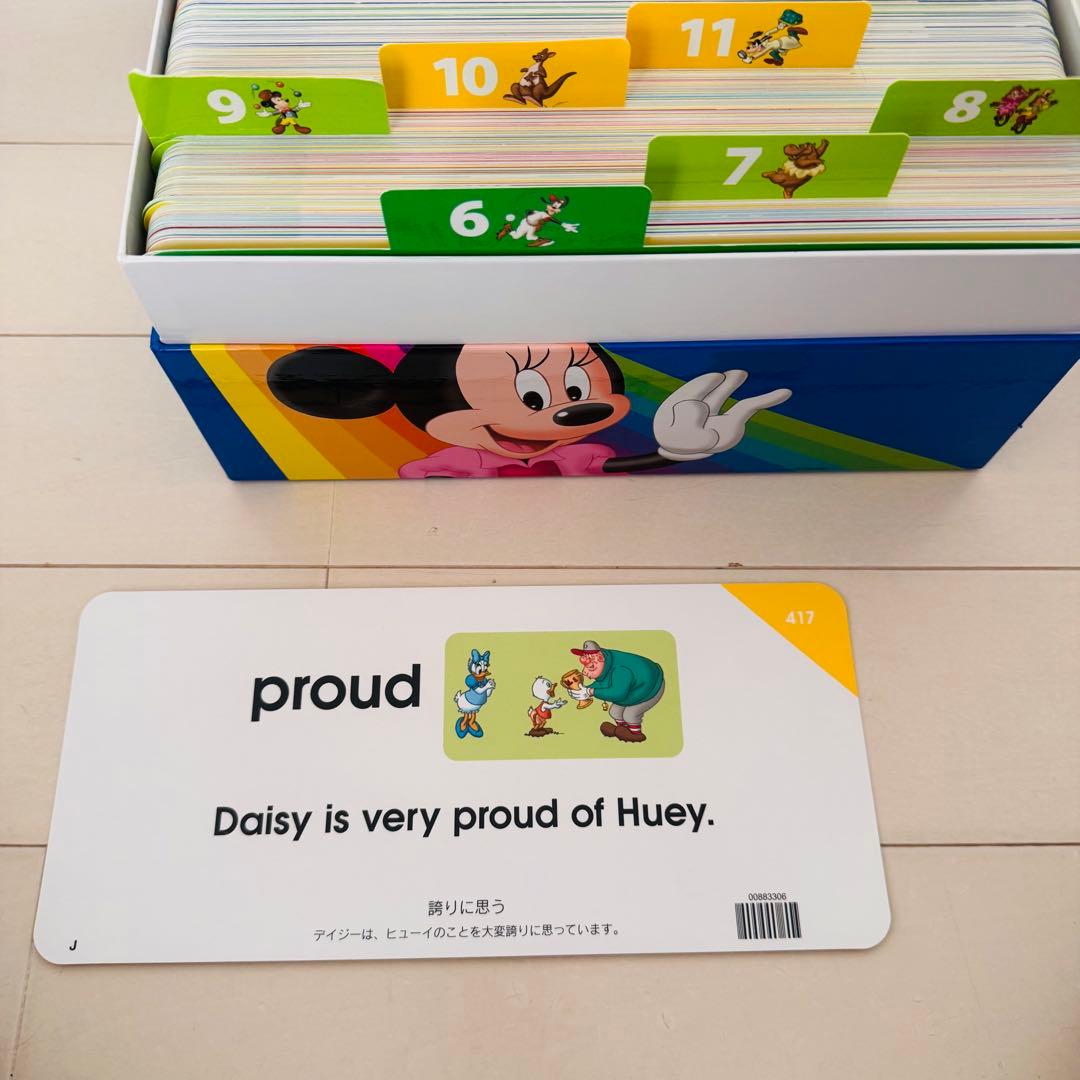 11
10
9
8
7
6
417
proud
Daisy is very proud of Huey.
誇りに思う
デイジーは、ヒューイのことを大変誇りに思っています。
00883306
J